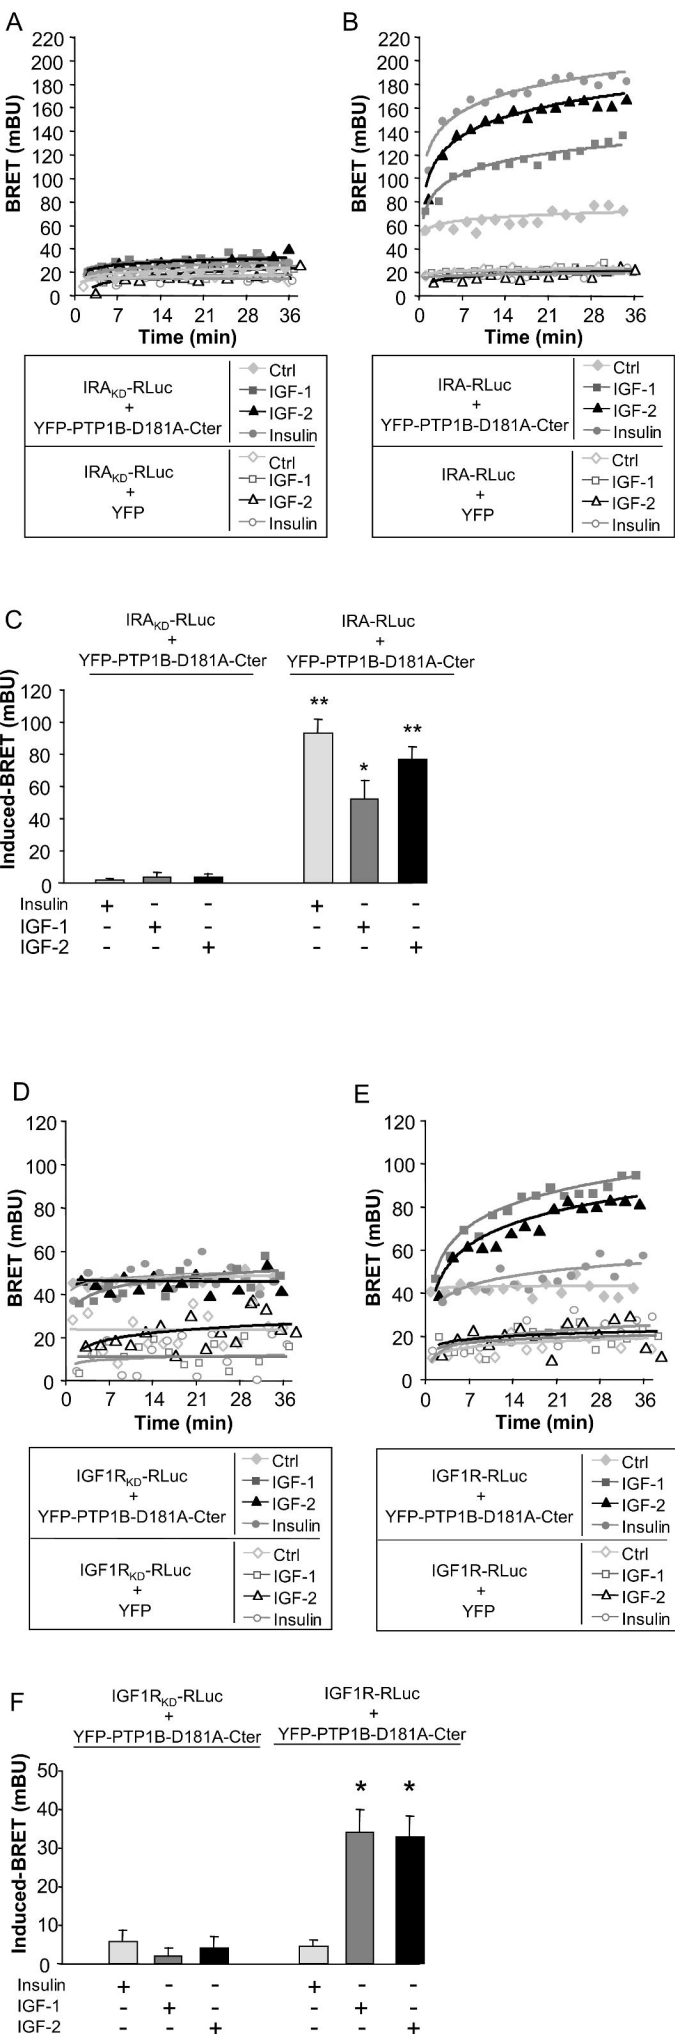 A
B
BRET (mBU)
220
200
180
160
140
120
100
80
60
40
20
0
0 7 14 21 28 36
Time (min)
BRET (mBU)
220
200
180
160
140
120
100
80
60
40
20
0
0 7 14 21 28 36
Time (min)
IRAKD-RLuc
+
YFP-PTP1B-D181A-Cter
Ctrl
IGF-1
IGF-2
Insulin
IRAKD-RLuc
+
YFP
Ctrl
IGF-1
IGF-2
Insulin
IRA-RLuc
+
YFP-PTP1B-D181A-Cter
Ctrl
IGF-1
IGF-2
Insulin
IRA-RLuc
+
YFP
Ctrl
IGF-1
IGF-2
Insulin
C
IRAKD-RLuc
+
YFP-PTP1B-D181A-Cter
IRA-RLuc
+
YFP-PTP1B-D181A-Cter
Induced-BRET (mBU)
120
100
80
60
40
20
0
** * **
Insulin + - - + - -
IGF-1 - + - - + -
IGF-2 - - + - - +
D
E
BRET (mBU)
120
100
80
60
40
20
0
0 7 14 21 28 36
Time (min)
BRET (mBU)
120
100
80
60
40
20
0
0 7 14 21 28 36
Time (min)
IGF1RKD-RLuc
+
YFP-PTP1B-D181A-Cter
Ctrl
IGF-1
IGF-2
Insulin
IGF1RKD-RLuc
+
YFP
Ctrl
IGF-1
IGF-2
Insulin
IGF1R-RLuc
+
YFP-PTP1B-D181A-Cter
Ctrl
IGF-1
IGF-2
Insulin
IGF1R-RLuc
+
YFP
Ctrl
IGF-1
IGF-2
Insulin
F
IGF1RKD-RLuc
+
YFP-PTP1B-D181A-Cter
IGF1R-RLuc
+
YFP-PTP1B-D181A-Cter
Induced-BRET (mBU)
50
40
30
20
10
0
* *
Insulin + - - + - -
IGF-1 - + - - + -
IGF-2 - - + - - +